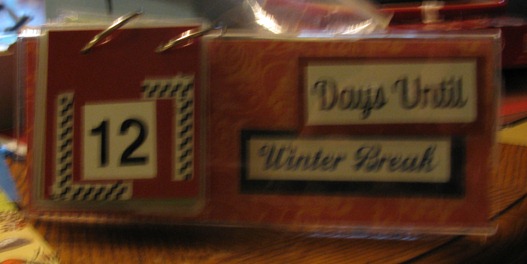 12
Days Until
Winter Break